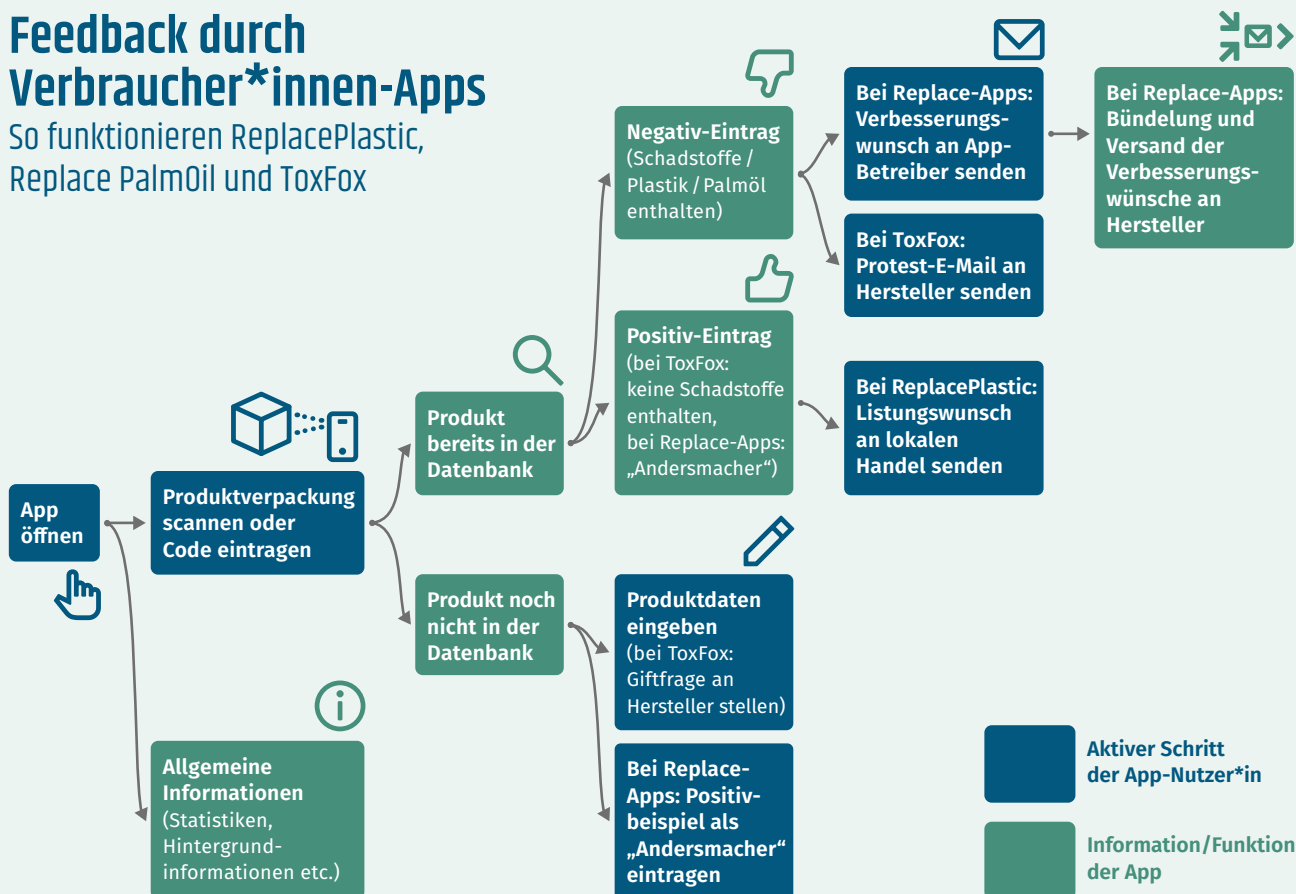 Feedback durch
Verbraucher*innen-Apps
So funktionieren ReplacePlastic,
Replace PalmOil und ToxFox
App
öffnen
Produktverpackung
scannen oder
Code eintragen
Allgemeine
Informationen
(Statistiken,
Hintergrund-
informationen etc.)
Produkt
bereits in der
Datenbank
Produkt noch
nicht in der
Datenbank
Negativ-Eintrag
(Schadstoffe /
Plastik / Palmöl
enthalten)
Positiv-Eintrag
(bei ToxFox:
keine Schadstoffe
enthalten,
bei Replace-Apps:
„Andersmacher“)
Produktdaten
eingeben
(bei ToxFox:
Giftfrage an
Hersteller stellen)
Bei Replace-
Apps: Positiv-
beispiel als
„Andersmacher“
eintragen
Bei Replace-Apps:
Verbesserungs-
wunsch an App-
Betreiber senden
Bei ToxFox:
Protest-E-Mail an
Hersteller senden
Bei ReplacePlastic:
Listungswunsch
an lokalen
Handel senden
Bei Replace-Apps:
Bündelung und
Versand der
Verbesserungs-
wünsche an
Hersteller
Aktiver Schritt
der App-Nutzer*in
Information/Funktion
der App